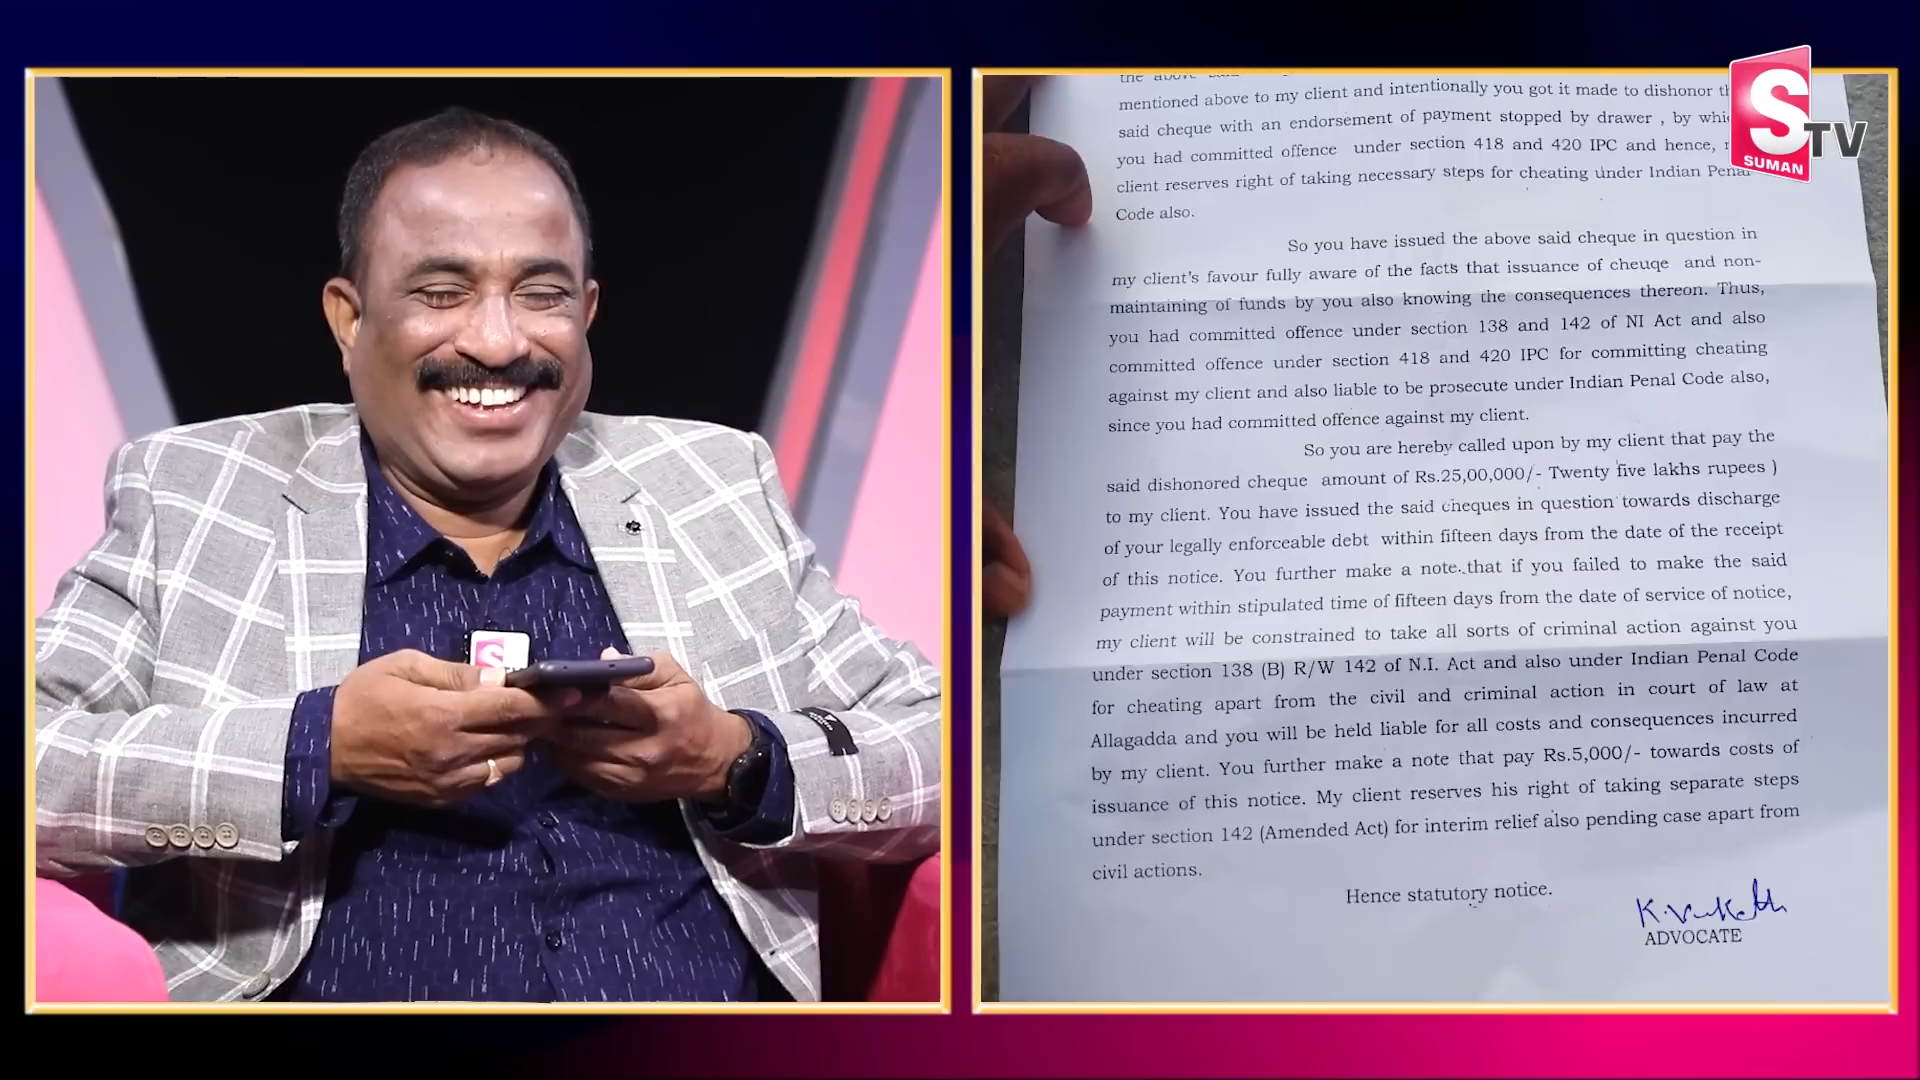 S
TV
SUMAN
mentioned above to my client and intentionally you got it made to dishonor
said cheque with an endorsement of payment stopped by drawer , by
you had committed offence under section 418 and 420 IPC and hence,
client reserves right of taking necessary steps for cheating under Indian Penal
Code also.
So you have issued the above said cheque in question in
my client's favour fully aware of the facts that issuance of cheuqe and non-
maintaining of funds by you also knowing the consequences thereon. Thus,
you had committed offence under section 138 and 142 of NI Act and also
committed offence under section 418 and 420 IPC for committing cheating
against my client and also liable to be prosecute under Indian Penal Code also,
since you had committed offence against my client.
So you are hereby called upon by my client that pay the
said dishonored cheque amount of Rs.25,00,000/- Twenty five lakhs rupees )
to my client. You have issued the said cheques in question towards discharge
of your legally enforceable debt within fifteen days from the date of the receipt
of this notice. You further make a note that if you failed to make the said
payment within stipulated time of fifteen days from the date of service of notice,
my client will be constrained to take all sorts of criminal action against you
under section 138 (B) R/W 142 of N.I. Act and also under Indian Penal Code
for cheating apart from the civil and criminal action in court of law at
Allagadda and you will be held liable for all costs and consequences incurred
by my client. You further make a note that pay Rs.5,000/- towards costs of
issuance of this notice. My client reserves his right of taking separate steps
under section 142 (Amended Act) for interim relief also pending case apart from
civil actions.
Hence statutory notice.
ADVOCATE